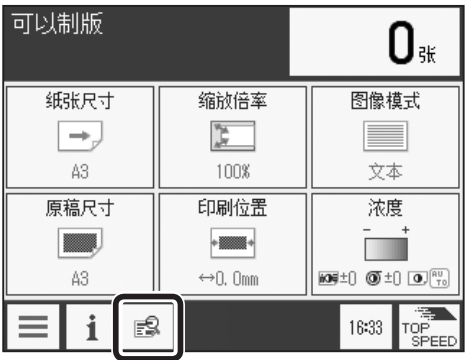 可以制版
0张
纸张尺寸
缩放倍率
图像模式
A3
100%
文本
原稿尺寸
印刷位置
浓度
- +
A3
↔0.0mm
±0 ±0 AUTO
i
16:33
TOP SPEED